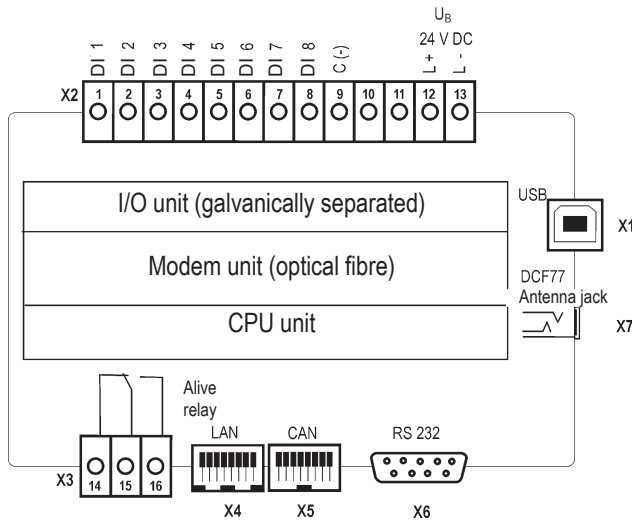 U_B
24 V DC
DI 1 DI 2 DI 3 DI 4 DI 5 DI 6 DI 7 DI 8 C (-) L + L -
X2 1 2 3 4 5 6 7 8 9 10 11 12 13
I/O unit (galvanically separated)
USB
X1
Modem unit (optical fibre)
DCF77
Antenna jack
CPU unit
X7
Alive
relay
LAN CAN RS 232
X3 14 15 16
X4 X5 X6